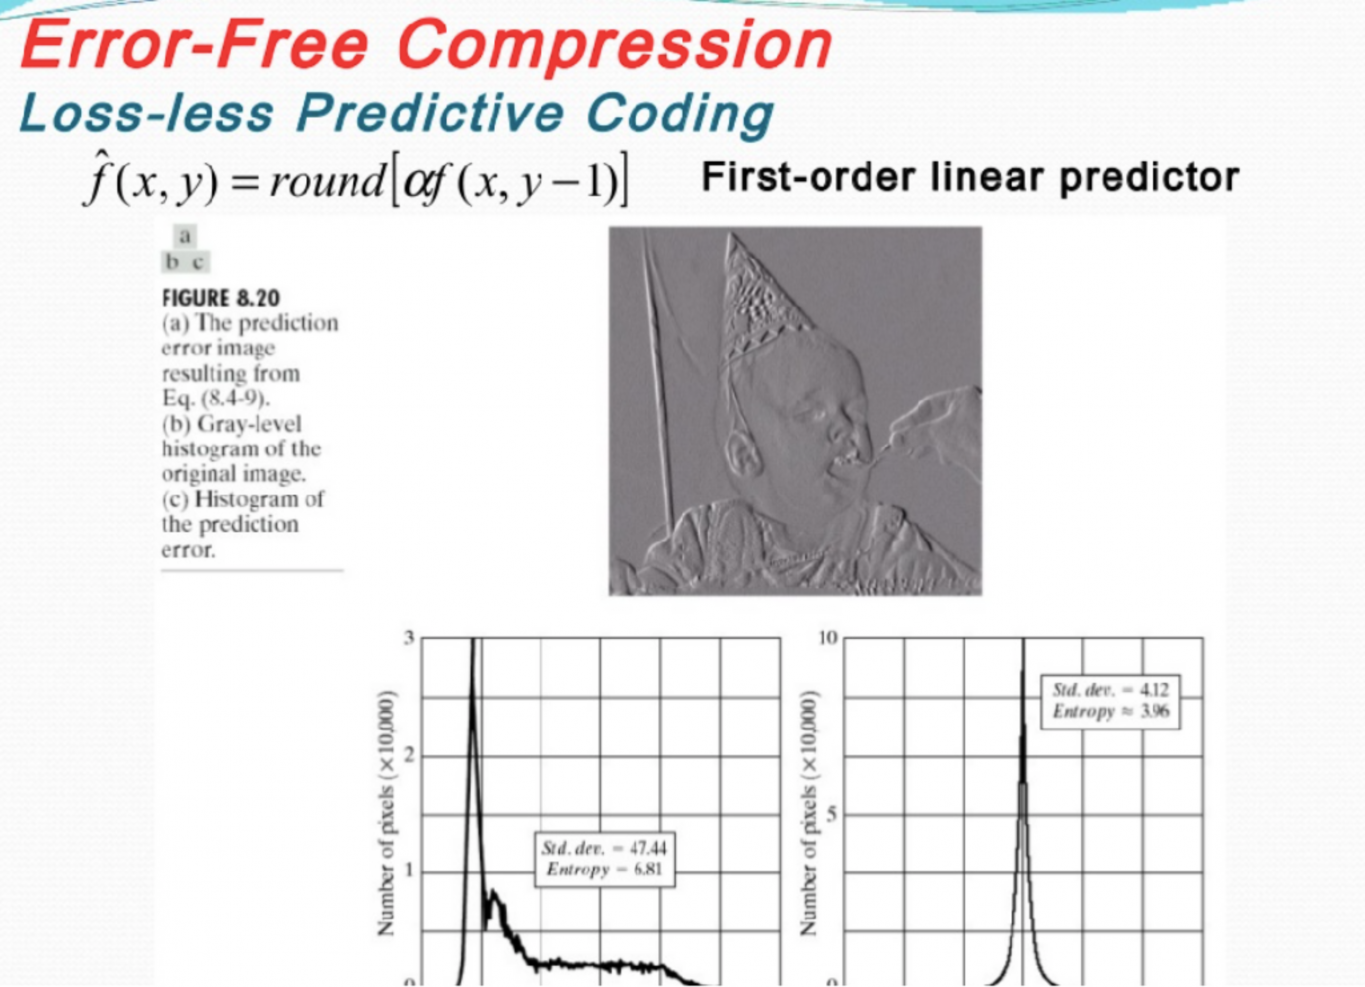 Error-Free Compression
Loss-less Predictive Coding
f̂(x, y) = round[αf(x, y−1)]  First-order linear predictor
a
b c
FIGURE 8.20
(a) The prediction
error image
resulting from
Eq. (8.4-9).
(b) Gray-level
histogram of the
original image.
(c) Histogram of
the prediction
error.
3
2
1
0
Number of pixels (×10,000)
Std. dev. = 47.44
Entropy = 6.81
10
5
0
Number of pixels (×10,000)
Std. dev. = 4.12
Entropy ≈ 3.96